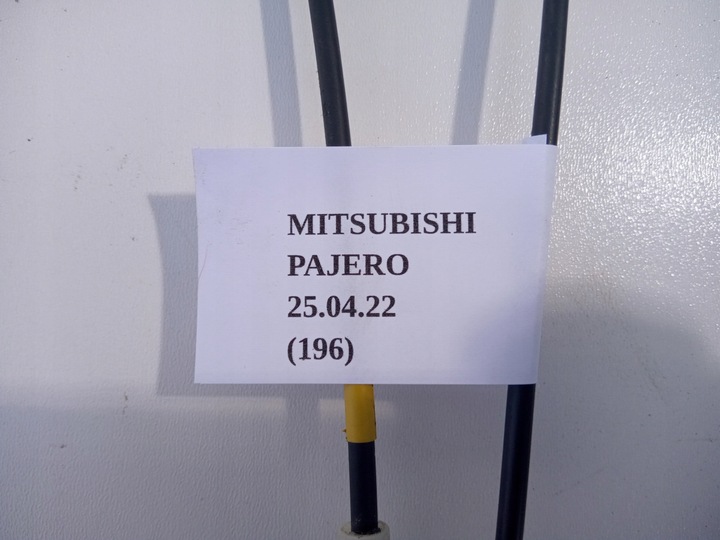 MITSUBISHI
PAJERO
25.04.22
(196)